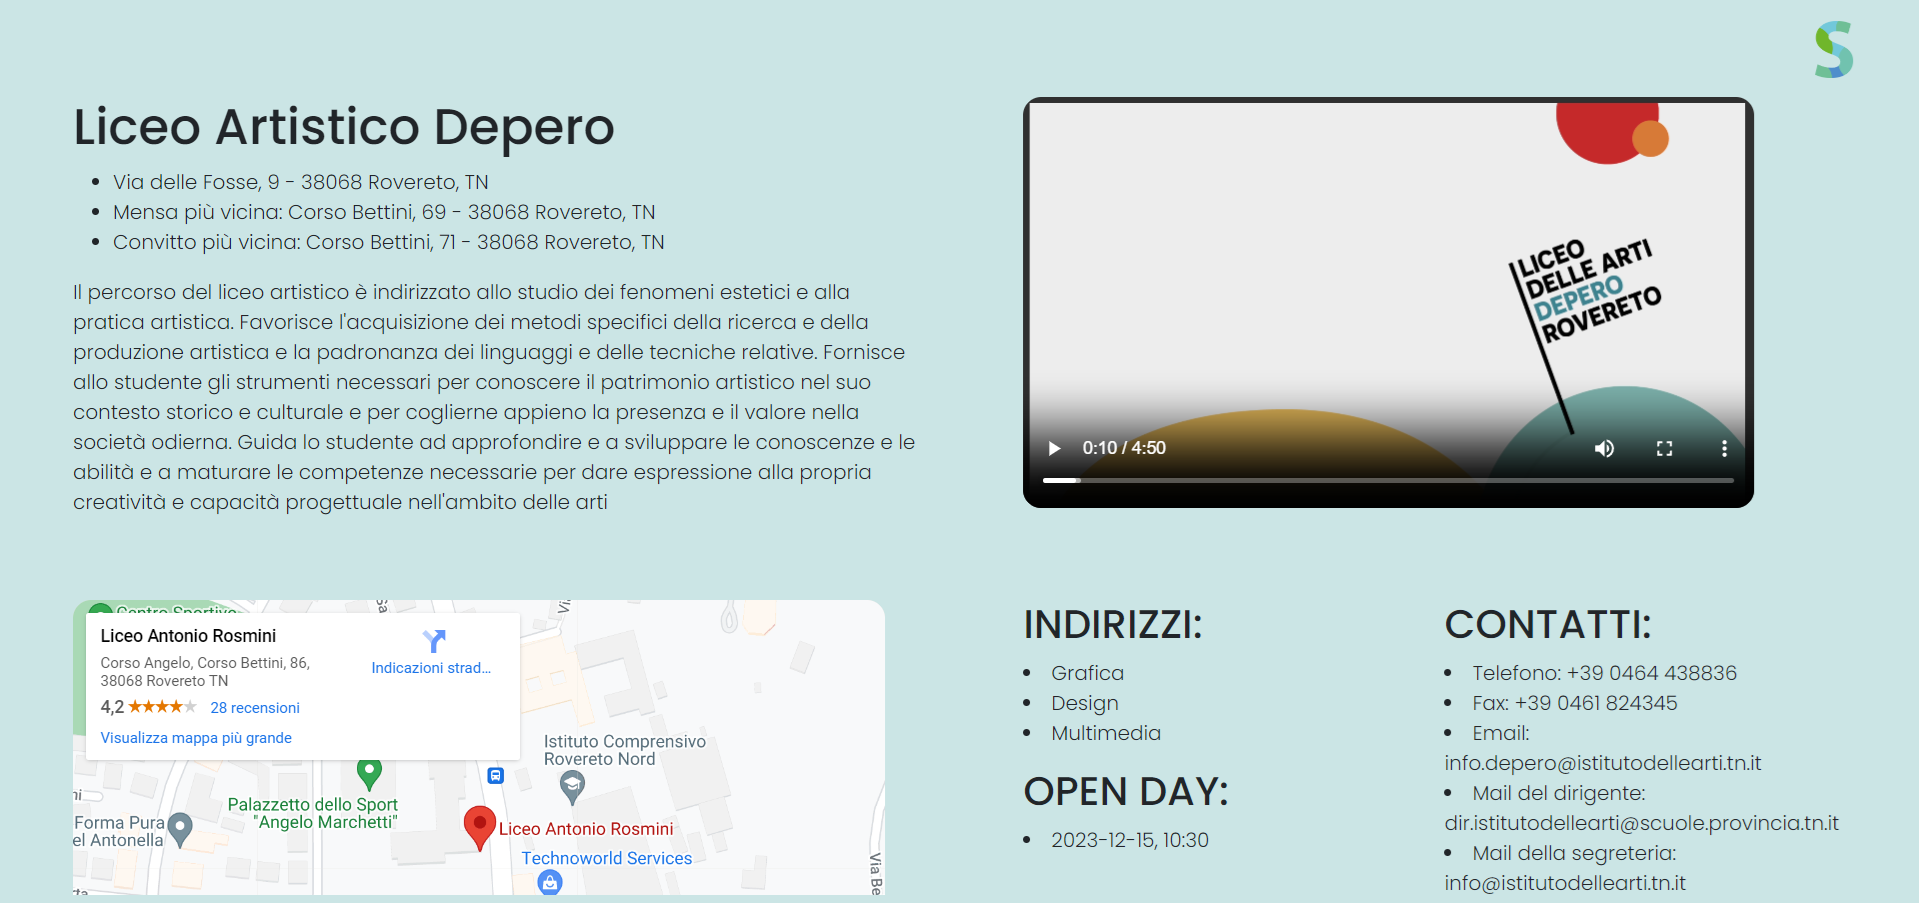 Liceo Artistico Depero
Via delle Fosse, 9 - 38068 Rovereto, TN
Mensa più vicina: Corso Bettini, 69 - 38068 Rovereto, TN
Convitto più vicina: Corso Bettini, 71 - 38068 Rovereto, TN
Il percorso del liceo artistico è indirizzato allo studio dei fenomeni estetici e alla
pratica artistica. Favorisce l'acquisizione dei metodi specifici della ricerca e della
produzione artistica e la padronanza dei linguaggi e delle tecniche relative. Fornisce
allo studente gli strumenti necessari per conoscere il patrimonio artistico nel suo
contesto storico e culturale e per coglierne appieno la presenza e il valore nella
società odierna. Guida lo studente ad approfondire e a sviluppare le conoscenze e le
abilità e a maturare le competenze necessarie per dare espressione alla propria
creatività e capacità progettuale nell'ambito delle arti
S
LICEO
DELLE ARTI
DEPERO
ROVERETO
0:10 / 4:50
Centro Sportivo
Liceo Antonio Rosmini
Corso Angelo, Corso Bettini, 86,
38068 Rovereto TN
4,2
28 recensioni
Visualizza mappa più grande
Indicazioni strad...
Istituto Comprensivo
Rovereto Nord
Palazzetto dello Sport
"Angelo Marchetti"
Forma Pura
el Antonella
Liceo Antonio Rosmini
Technoworld Services
Via Be
INDIRIZZI:
Grafica
Design
Multimedia
OPEN DAY:
2023-12-15, 10:30
CONTATTI:
Telefono: +39 0464 438836
Fax: +39 0461 824345
Email:
info.depero@istitutodellearti.tn.it
Mail del dirigente:
dir.istitutodellearti@scuole.provincia.tn.it
Mail della segreteria:
info@istitutodellearti.tn.it